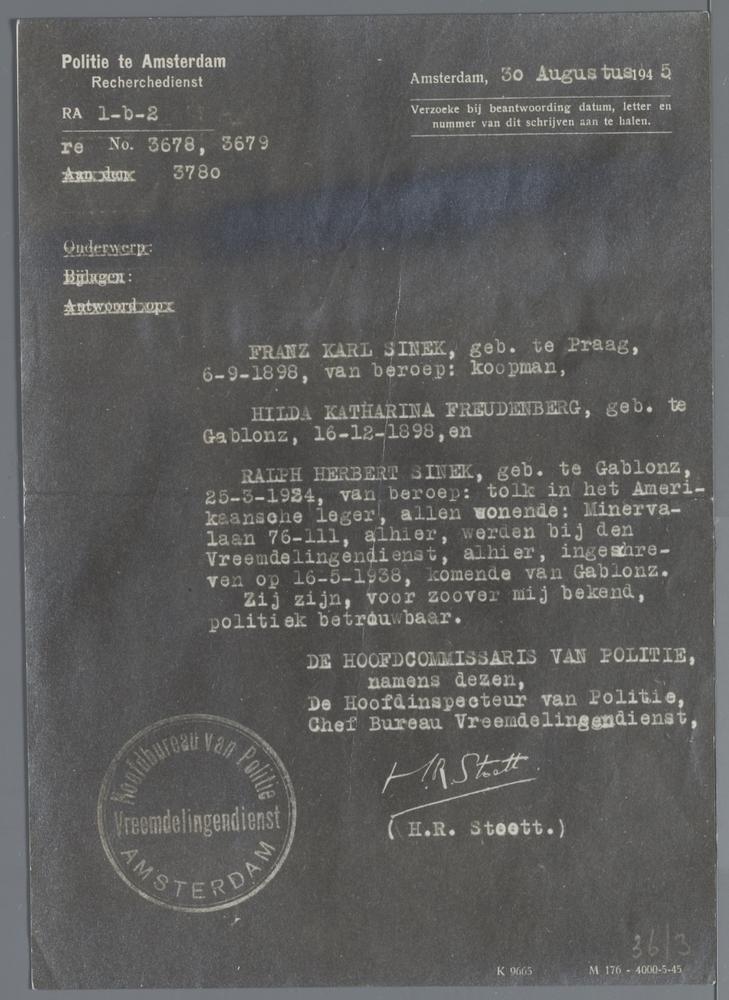 Politie te Amsterdam
Recherchedienst
RA 1-b-2
re No. 3678, 3679
Aan den 3780
Amsterdam, 30 Augustus 1945
Verzoeke bij beantwoording datum, letter en
nummer van dit schrijven aan te halen.
Onderwerp:
Bijlagen:
Antwoord op:
FRANZ KARL SINEK, geb. te Praag,
6-9-1898, van beroep: koopman,
HILDA KATHARINA FREUDENBERG, geb. te
Gablonz, 16-12-1898,en
RALPH HERBERT SINEK, geb. te Gablonz,
25-3-1924, van beroep: tolk in het Ameri-
kaansche leger, allen wonende: Minerva-
laan 76-111, alhier, werden bij den
Vreemdelingendienst, alhier, ingeschre-
ven op 16-5-1938, komende van Gablonz.
Zij zijn, voor zoover mij bekend,
politiek betrouwbaar.
DE HOOFDCOMMISSARIS VAN POLITIE,
namens dezen,
De Hoofdinspecteur van Politie,
Chef Bureau Vreemdelingendienst,
H.R. Stoett.
(H.R. Stoett.)
Hoofdbureau van Politie
Vreemdelingendienst
AMSTERDAM
36/3
K 9665 M 176 - 4000-5-45